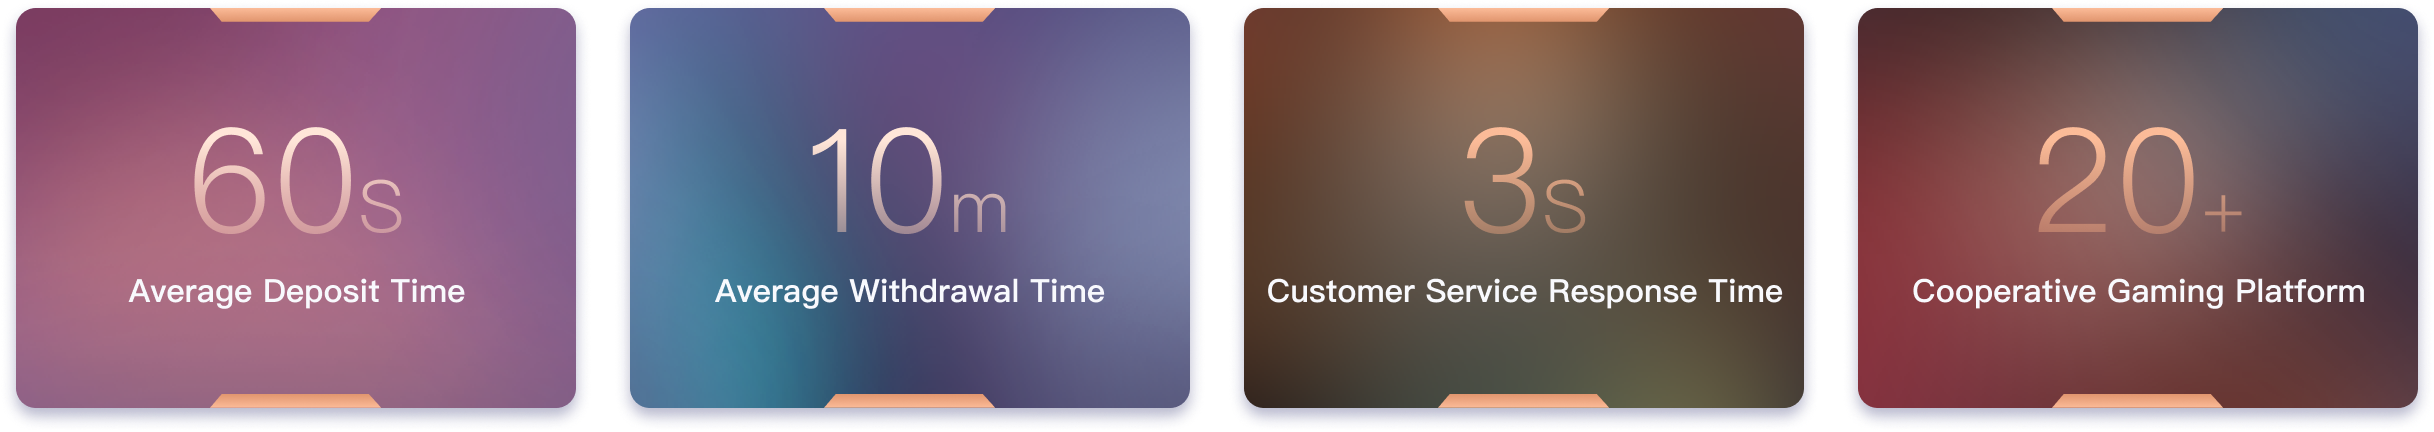 60s
Average Deposit Time
10m
Average Withdrawal Time
3s
Customer Service Response Time
20+
Cooperative Gaming Platform